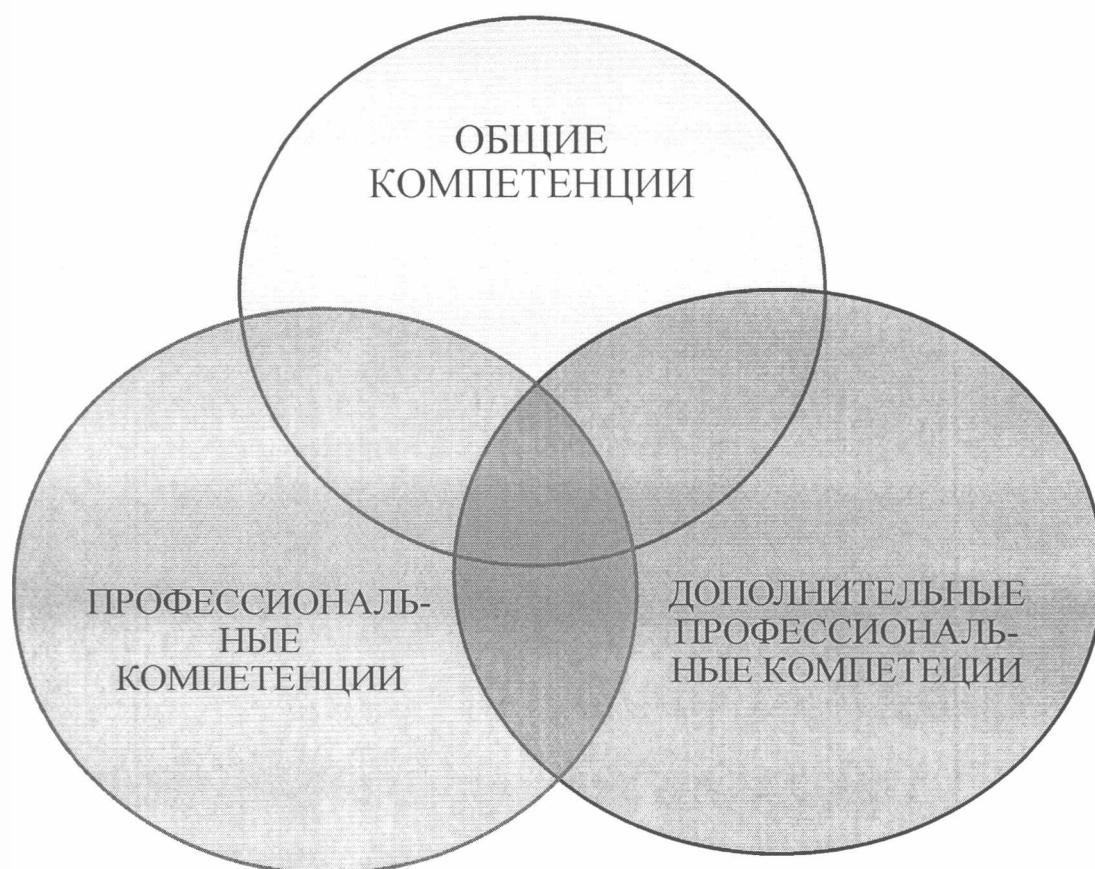 ОБЩИЕ
КОМПЕТЕНЦИИ
ПРОФЕССИОНАЛЬ-
НЫЕ
КОМПЕТЕНЦИИ
ДОПОЛНИТЕЛЬНЫЕ
ПРОФЕССИОНАЛЬ-
НЫЕ КОМПЕТЕЦИИ